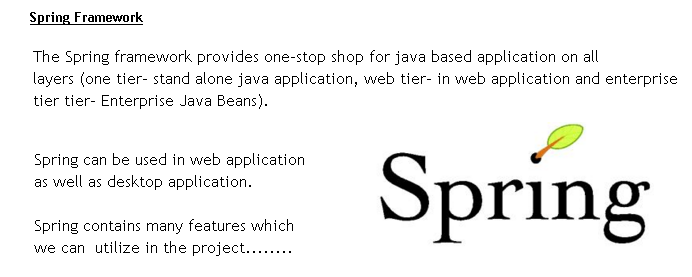 Spring Framework
The Spring framework provides one-stop shop for java based application on all
layers (one tier- stand alone java application, web tier- in web application and enterprise
tier tier- Enterprise Java Beans).
Spring can be used in web application
as well as desktop application.
Spring contains many features which
we can  utilize in the project........
Spring